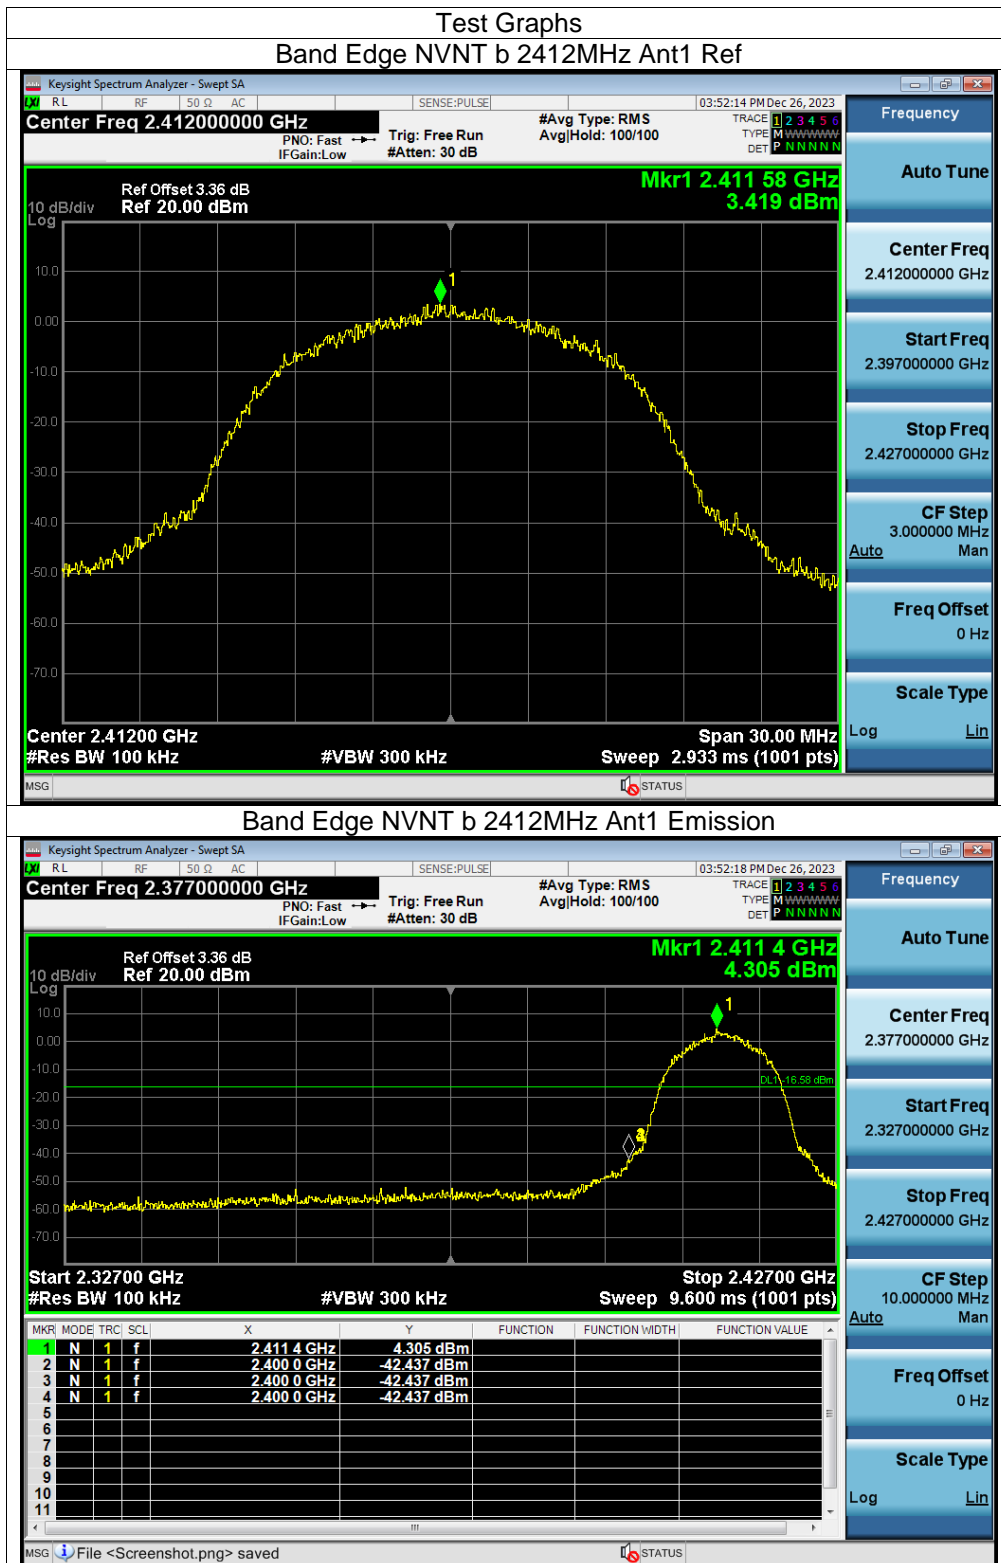 Test Graphs
Band Edge NVNT b 2412MHz Ant1 Ref
Keysight Spectrum Analyzer - Swept SA
LXI RL RF 50 Ω AC SENSE:PULSE 03:52:14 PM Dec 26, 2023
Center Freq 2.412000000 GHz
PNO: Fast
IFGain:Low
Trig: Free Run
#Atten: 30 dB
#Avg Type: RMS
Avg|Hold: 100/100
TRACE 1 2 3 4 5 6
TYPE M WWWWW
DET P N N N N N
Ref Offset 3.36 dB
10 dB/div Ref 20.00 dBm
Log
Mkr1 2.411 58 GHz
3.419 dBm
1
10.0
0.00
-10.0
-20.0
-30.0
-40.0
-50.0
-60.0
-70.0
Center 2.41200 GHz Span 30.00 MHz
#Res BW 100 kHz #VBW 300 kHz Sweep 2.933 ms (1001 pts)
MSG STATUS
Frequency
Auto Tune
Center Freq
2.412000000 GHz
Start Freq
2.397000000 GHz
Stop Freq
2.427000000 GHz
CF Step
3.000000 MHz
Auto Man
Freq Offset
0 Hz
Scale Type
Log Lin
Band Edge NVNT b 2412MHz Ant1 Emission
Keysight Spectrum Analyzer - Swept SA
LXI RL RF 50 Ω AC SENSE:PULSE 03:52:18 PM Dec 26, 2023
Center Freq 2.377000000 GHz
PNO: Fast
IFGain:Low
Trig: Free Run
#Atten: 30 dB
#Avg Type: RMS
Avg|Hold: 100/100
TRACE 1 2 3 4 5 6
TYPE M WWWWW
DET P N N N N N
Ref Offset 3.36 dB
10 dB/div Ref 20.00 dBm
Log
Mkr1 2.411 4 GHz
4.305 dBm
1
10.0
0.00
-10.0
DL1 -16.58 dBm
-20.0
-30.0
-40.0
-50.0
-60.0
-70.0
Start 2.32700 GHz Stop 2.42700 GHz
#Res BW 100 kHz #VBW 300 kHz Sweep 9.600 ms (1001 pts)
MKR MODE TRC SCL X Y FUNCTION FUNCTION WIDTH FUNCTION VALUE
1 N 1 f 2.411 4 GHz 4.305 dBm
2 N 1 f 2.400 0 GHz -42.437 dBm
3 N 1 f 2.400 0 GHz -42.437 dBm
4 N 1 f 2.400 0 GHz -42.437 dBm
5
6
7
8
9
10
11
MSG File <Screenshot.png> saved STATUS
Frequency
Auto Tune
Center Freq
2.377000000 GHz
Start Freq
2.327000000 GHz
Stop Freq
2.427000000 GHz
CF Step
10.000000 MHz
Auto Man
Freq Offset
0 Hz
Scale Type
Log Lin